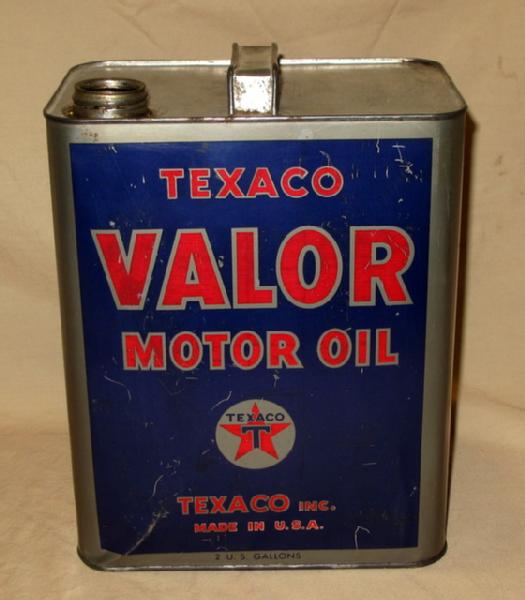 TEXACO
VALOR
MOTOR OIL
TEXACO
T
TEXACO INC.
MADE IN U.S.A.
2 U. S. GALLONS